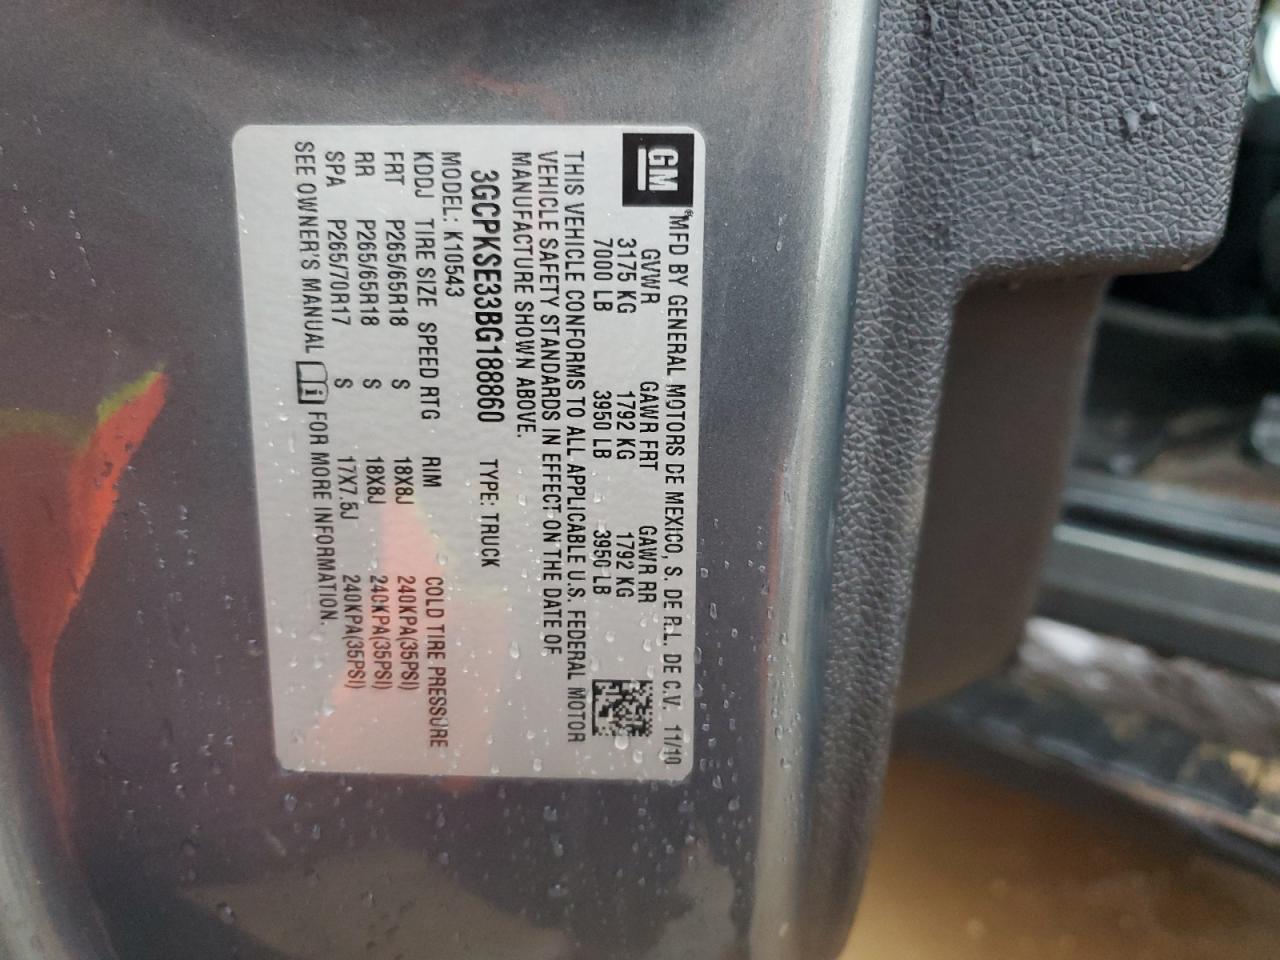 GM
MFD BY GENERAL MOTORS DE MEXICO, S. DE R.L. DE C.V. 11/10
GVWR GAWR FRT GAWR RR
3175 KG 1792 KG 1792 KG
7000 LB 3950 LB 3950 LB
THIS VEHICLE CONFORMS TO ALL APPLICABLE U.S. FEDERAL MOTOR
VEHICLE SAFETY STANDARDS IN EFFECT ON THE DATE OF
MANUFACTURE SHOWN ABOVE.
3GCPKSE33BG188860 TYPE: TRUCK
MODEL: K10543
KDDJ TIRE SIZE SPEED RTG RIM COLD TIRE PRESSURE
FRT P265/65R18 S 18X8J 240KPA(35PSI)
RR P265/65R18 S 18X8J 240KPA(35PSI)
SPA P265/70R17 S 17X7.5J 240KPA(35PSI)
SEE OWNER'S MANUAL i FOR MORE INFORMATION.